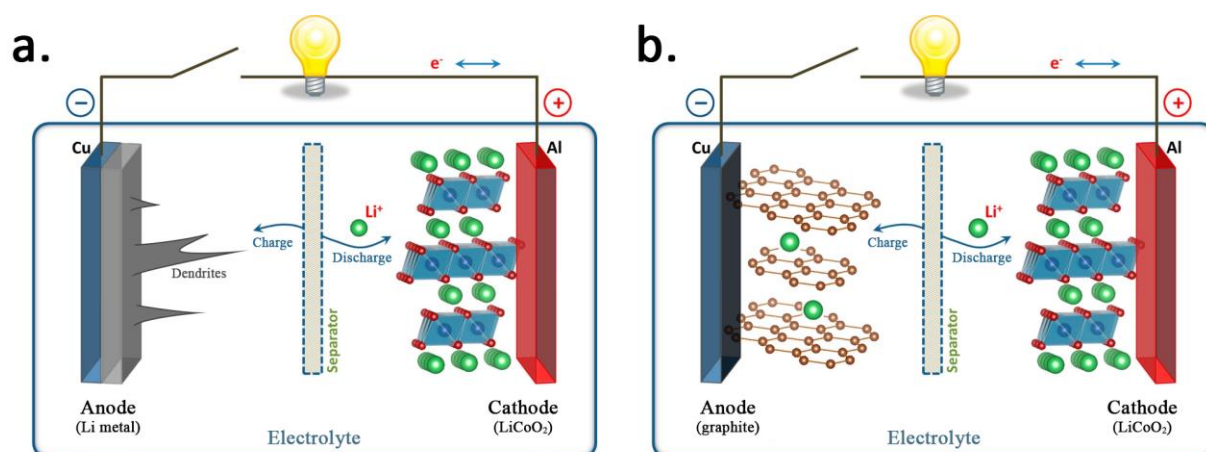 a.
e⁻
−
+
Cu
Al
Li⁺
Charge
Discharge
Dendrites
Separator
Anode
(Li metal)
Cathode
(LiCoO₂)
Electrolyte
b.
e⁻
−
+
Cu
Al
Li⁺
Charge
Discharge
Separator
Anode
(graphite)
Cathode
(LiCoO₂)
Electrolyte